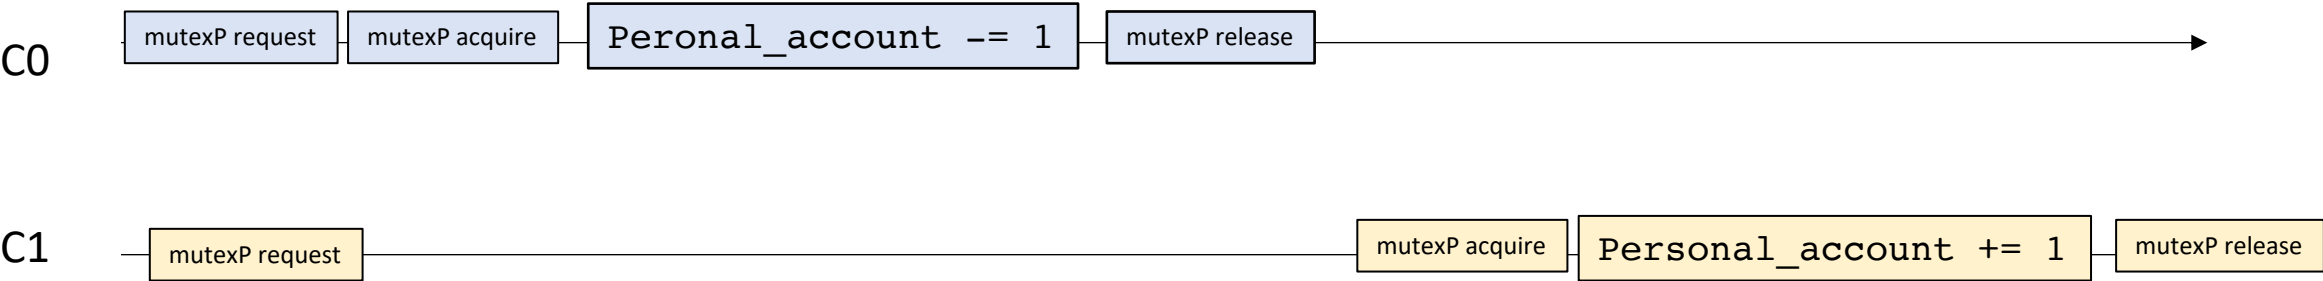 C0
mutexP request
mutexP acquire
Peronal_account -= 1
mutexP release
C1
mutexP request
mutexP acquire
Personal_account += 1
mutexP release